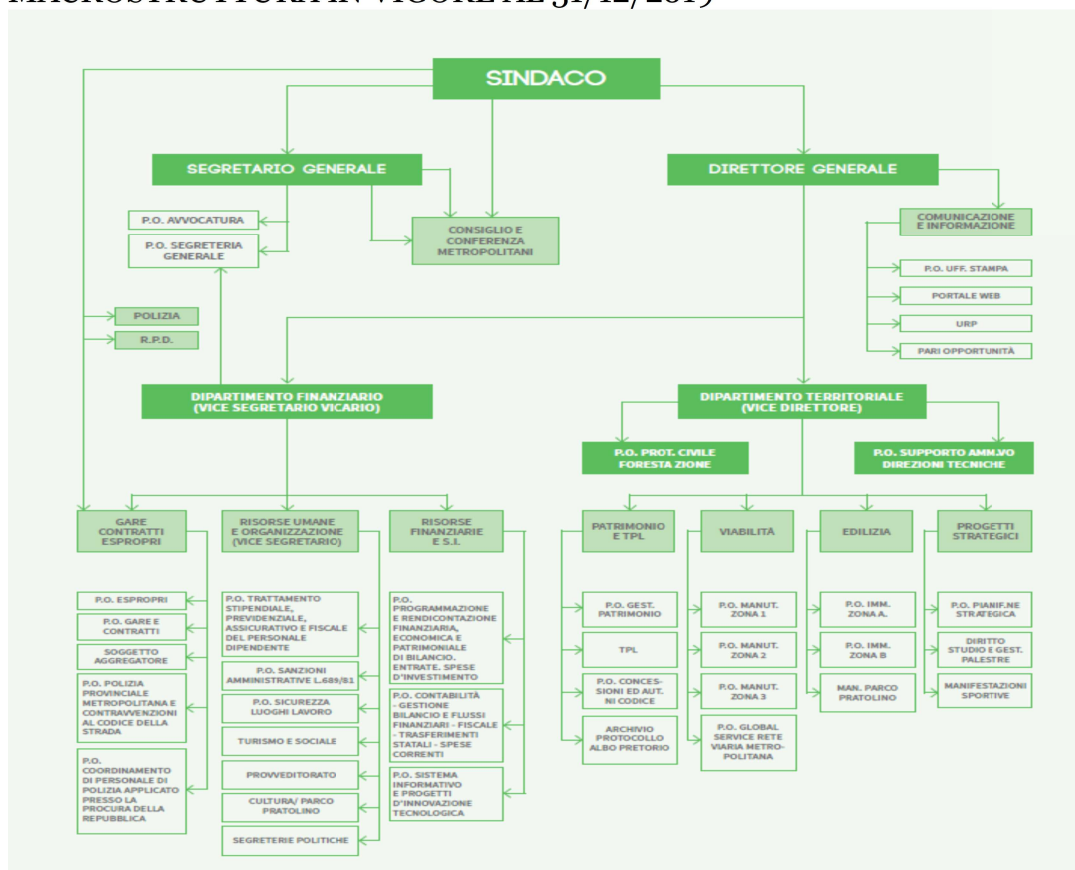 MACROSTRUTTURA IN VIGORE AL 31/12/2019
SINDACO
SEGRETARIO GENERALE
DIRETTORE GENERALE
P.O. AVVOCATURA
P.O. SEGRETERIA
GENERALE
CONSIGLIO E
CONFERENZA
METROPOLITANI
COMUNICAZIONE
E INFORMAZIONE
P.O. UFF. STAMPA
PORTALE WEB
URP
PARI OPPORTUNITÀ
POLIZIA
R.P.D.
DIPARTIMENTO FINANZIARIO
(VICE SEGRETARIO VICARIO)
DIPARTIMENTO TERRITORIALE
(VICE DIRETTORE)
P.O. PROT. CIVILE
FORESTA ZIONE
P.O. SUPPORTO AMN.VO
DIREZIONI TECNICHE
GARE
CONTRATTI
ESPROPRI
RISORSE UMANE
E ORGANIZZAZIONE
(VICE SEGRETARIO)
RISORSE
FINANZIARIE
E S.I.
PATRIMONIO
E TPL
VIABILITÀ
EDILIZIA
PROGETTI
STRATEGICI
P.O. ESPROPRI
P.O. GARE E
CONTRATTI
SOGGETTO
AGGREGATORE
P.O. POLIZIA
PROVINCIALE
METROPOLITANA E
CONTRAVVENZIONI
AL CODICE DELLA
STRADA
P.O.
COORDINAMENTO
DI PERSONALE DI
POLIZIA APPLICATO
PRESSO LA
PROCURA DELLA
REPUBBLICA
P.O. TRATTAMENTO
STIPENDIALE,
PREVIDENZIALE,
ASSICURATIVO E FISCALE
DEL PERSONALE
DIPENDENTE
P.O. SANZIONI
AMMINISTRATIVE L.689/81
P.O. SICUREZZA
LUOGHI LAVORO
TURISMO E SOCIALE
PROVVEDITORATO
CULTURA/ PARCO
PRATOLINO
SEGRETERIE POLITICHE
P.O.
PROGRAMMAZIONE
E RENDICONTAZIONE
FINANZIARIA,
ECONOMICA E
PATRIMONIALE
DI BILANCIO.
ENTRATE. SPESE
D'INVESTIMENTO
P.O. CONTABILITÀ
- GESTIONE
BILANCIO E FLUSSI
FINANZIARI - FISCALE
- TRASFERIMENTI
STATALI - SPESE
CORRENTI
P.O. SISTEMA
INFORMATIVO
E PROGETTI
D'INNOVAZIONE
TECNOLOGICA
P.O. GEST.
PATRIMONIO
TPL
P.O. CONCES-
SIONI ED AUT.
NI CODICE
ARCHIVIO
PROTOCOLLO
ALBO PRETORIO
P.O. MANUT.
ZONA 1
P.O. MANUT.
ZONA 2
P.O. MANUT.
ZONA 3
P.O. GLOBAL
SERVICE RETE
VIARIA METRO-
POLITANA
P.O. IMM.
ZONA A.
P.O. IMM.
ZONA B
MAN. PARCO
PRATOLINO
P.O. PIANIF.NE
STRATEGICA
DIRITTO
STUDIO E GEST.
PALESTRE
MANIFESTAZIONI
SPORTIVE